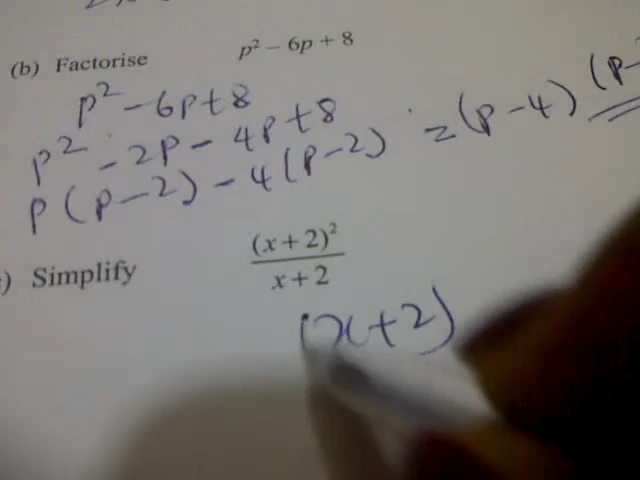 (b) Factorise p² – 6p + 8
p² - 6p + 8
p² - 2p - 4p + 8
p (p - 2) - 4 (p - 2) = (p - 4) (p -
) Simplify (x + 2)²
x + 2
(x + 2)